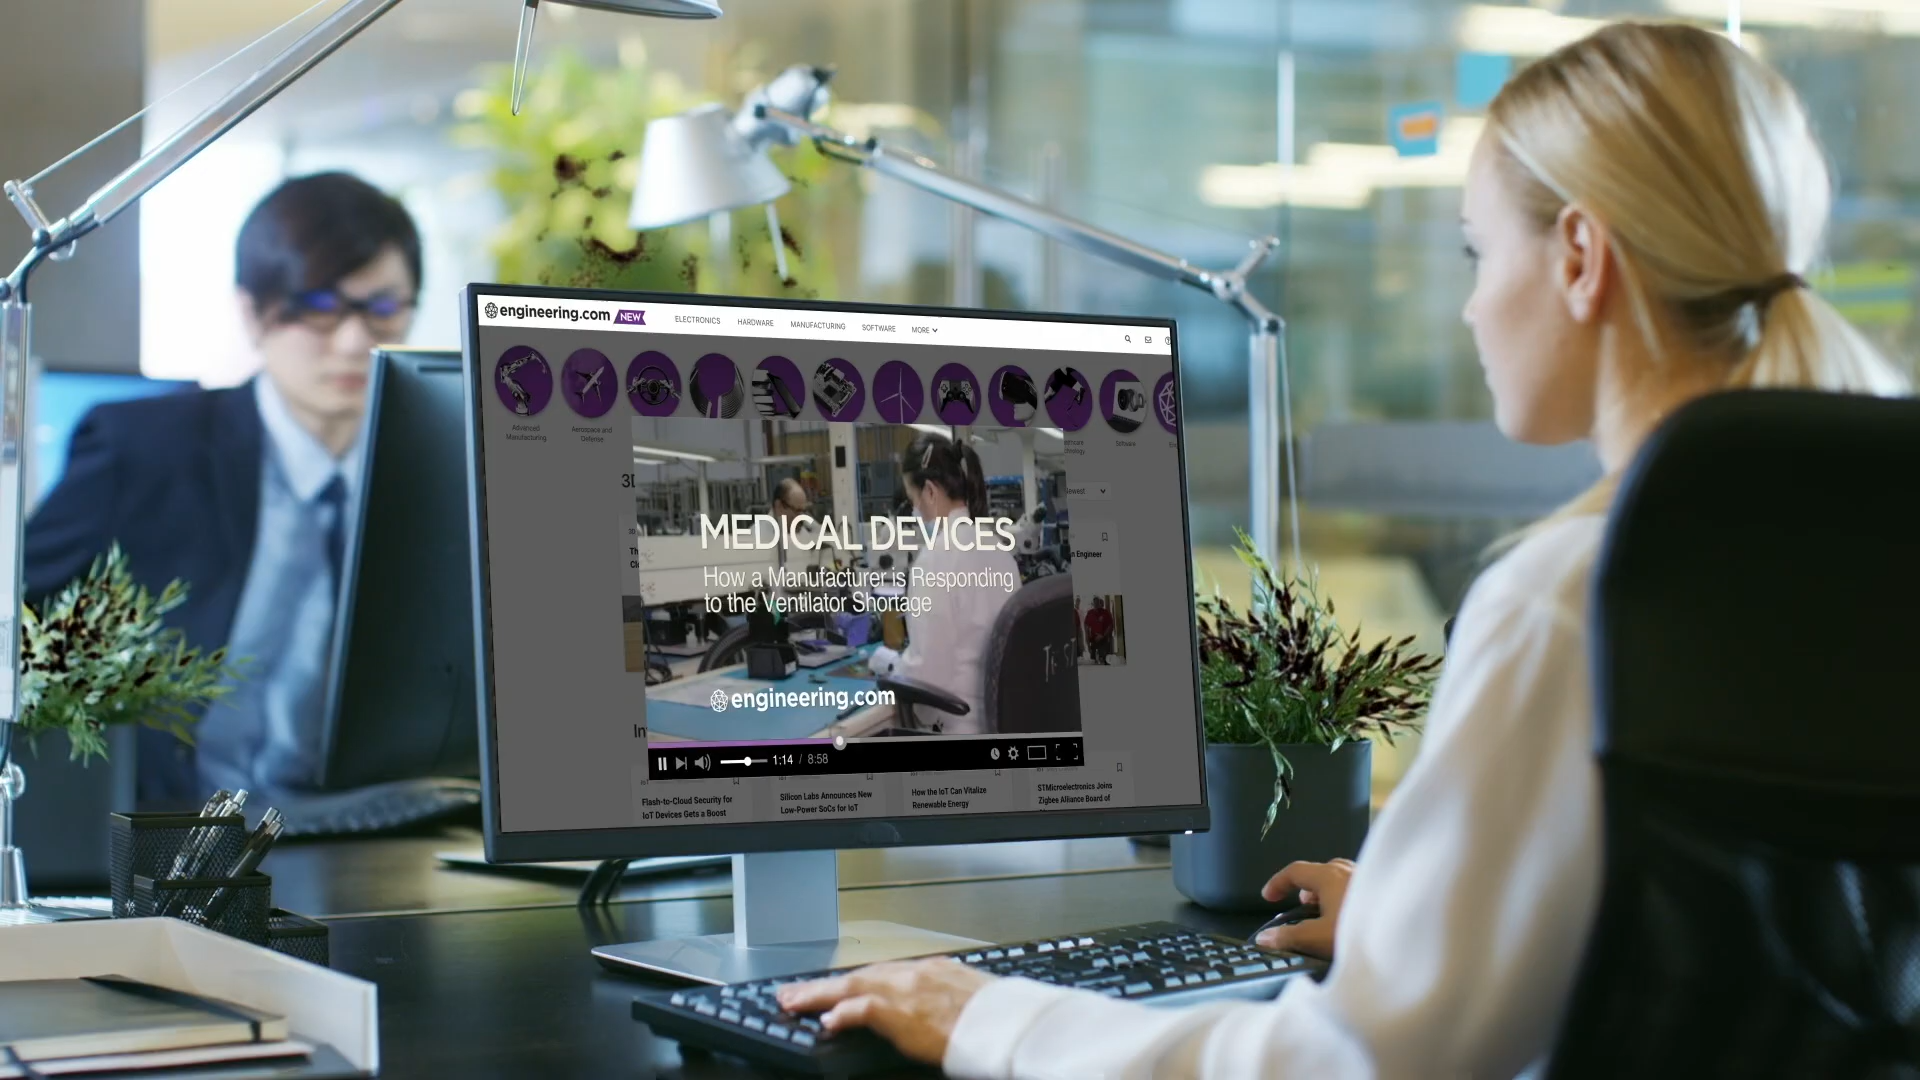 engineering.com NEW
ELECTRONICS HARDWARE MANUFACTURING SOFTWARE MORE
Advanced
Manufacturing
Aerospace and
Defense
Software
3D
Newest
MEDICAL DEVICES
How a Manufacturer is Responding
to the Ventilator Shortage
engineering.com
1:14 / 8:58
Engineer
Flash-to-Cloud Security for
IoT Devices Gets a Boost
Silicon Labs Announces New
Low-Power SoCs for IoT
How the IoT Can Vitalize
Renewable Energy
STMicroelectronics Joins
Zigbee Alliance Board of